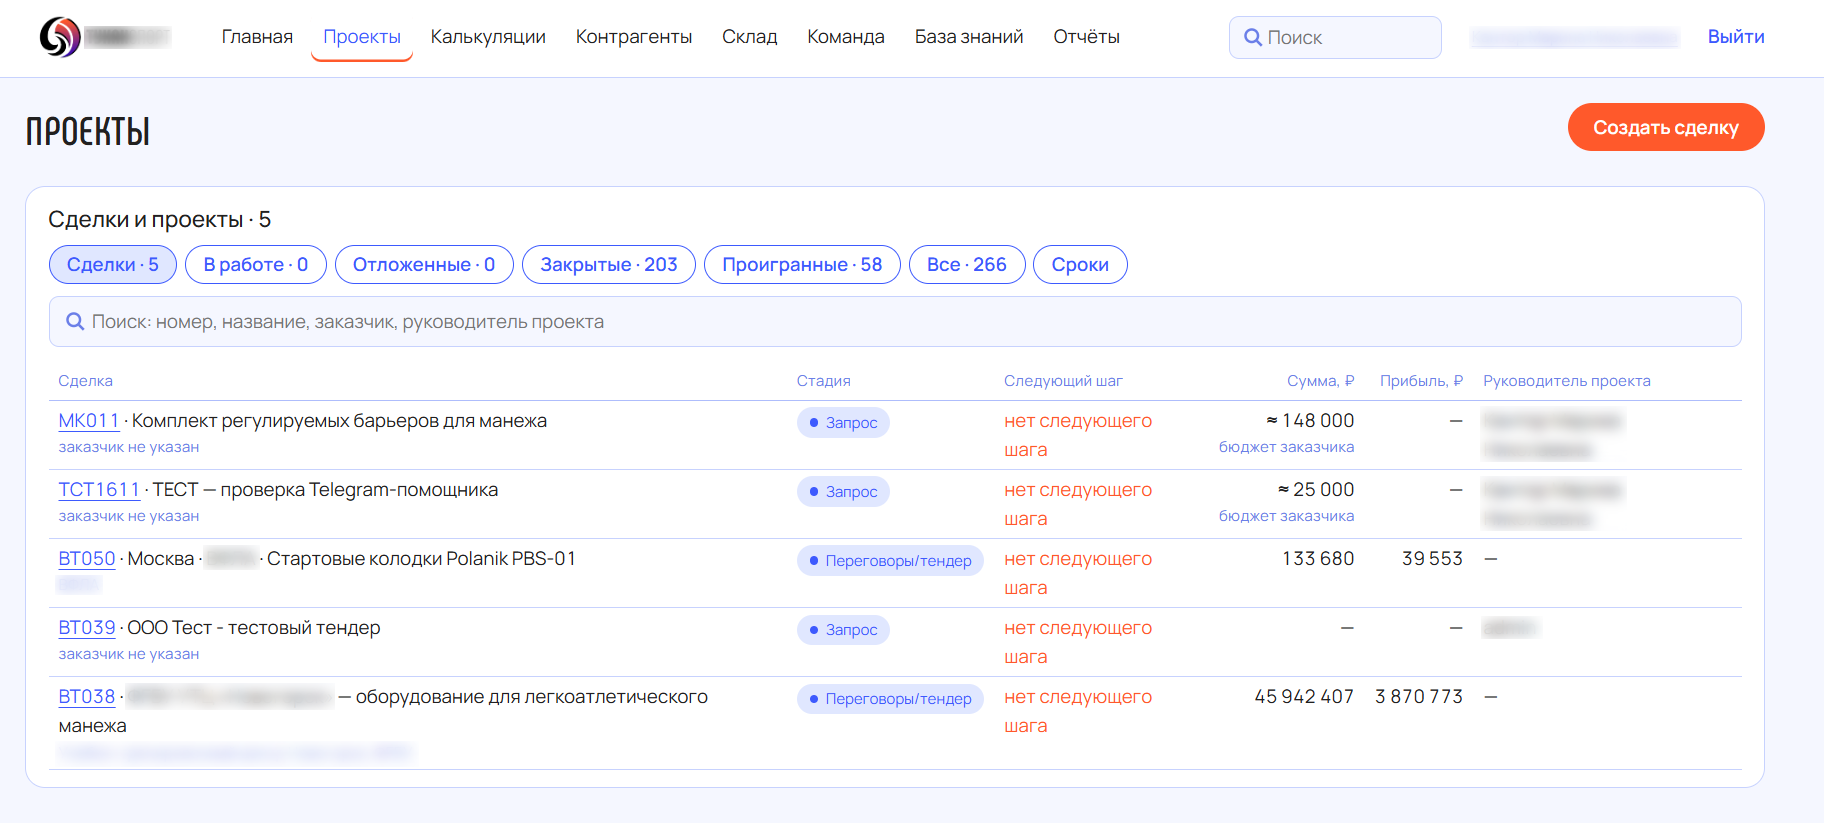 Главная Проекты Калькуляции Контрагенты Склад Команда База знаний Отчёты Поиск Выйти
ПРОЕКТЫ
Создать сделку
Сделки и проекты · 5
Сделки · 5 В работе · 0 Отложенные · 0 Закрытые · 203 Проигранные · 58 Все · 266 Сроки
Поиск: номер, название, заказчик, руководитель проекта
Сделка Стадия Следующий шаг Сумма, ₽ Прибыль, ₽ Руководитель проекта
МК011 · Комплект регулируемых барьеров для манежа Запрос нет следующего ≈ 148 000 —
заказчик не указан шага бюджет заказчика
ТСТ1611 · ТЕСТ — проверка Telegram-помощника Запрос нет следующего ≈ 25 000 —
заказчик не указан шага бюджет заказчика
ВТ050 · Москва · · Стартовые колодки Polanik PBS-01 Переговоры/тендер нет следующего 133 680 39 553 —
шага
ВТ039 · ООО Тест - тестовый тендер Запрос нет следующего — —
заказчик не указан шага
ВТ038 · — оборудование для легкоатлетического Переговоры/тендер нет следующего 45 942 407 3 870 773 —
манежа шага